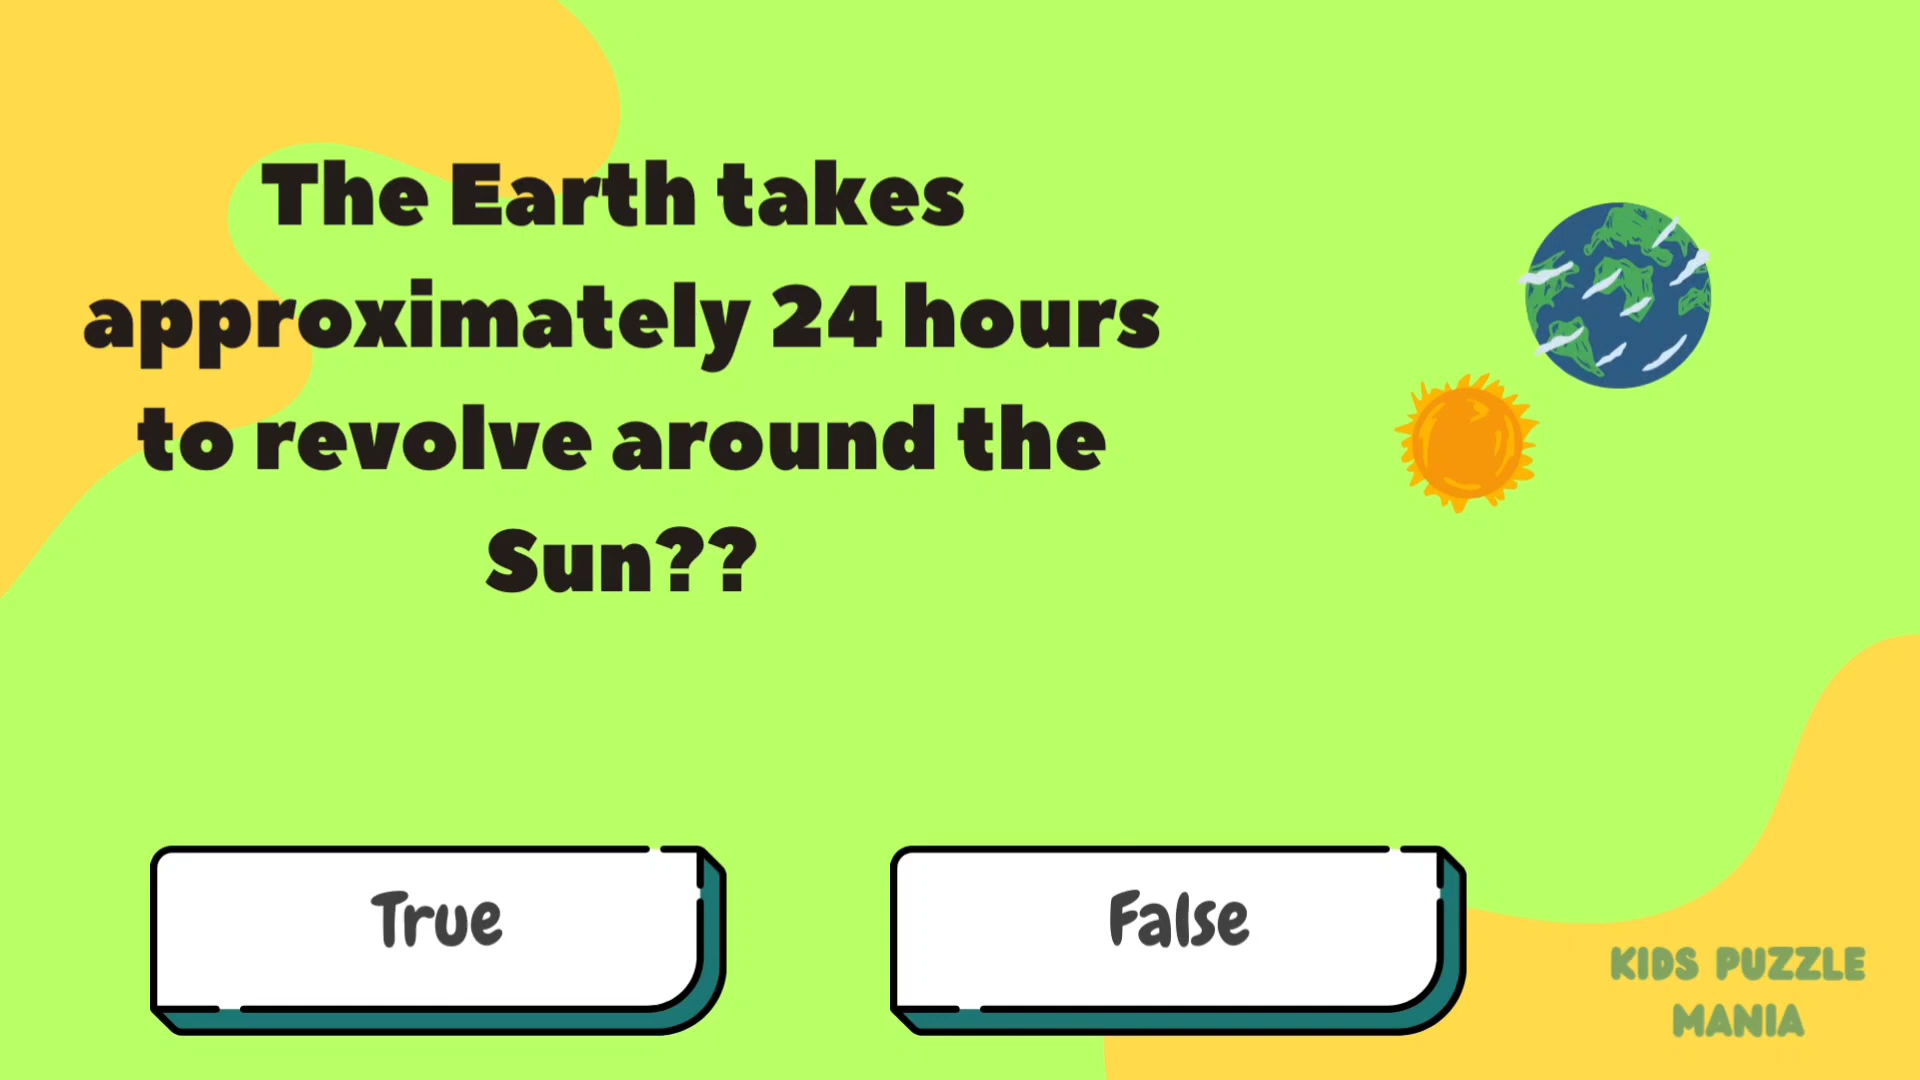 The Earth takes
approximately 24 hours
to revolve around the
Sun??
True
False
KIDS PUZZLE
MANIA